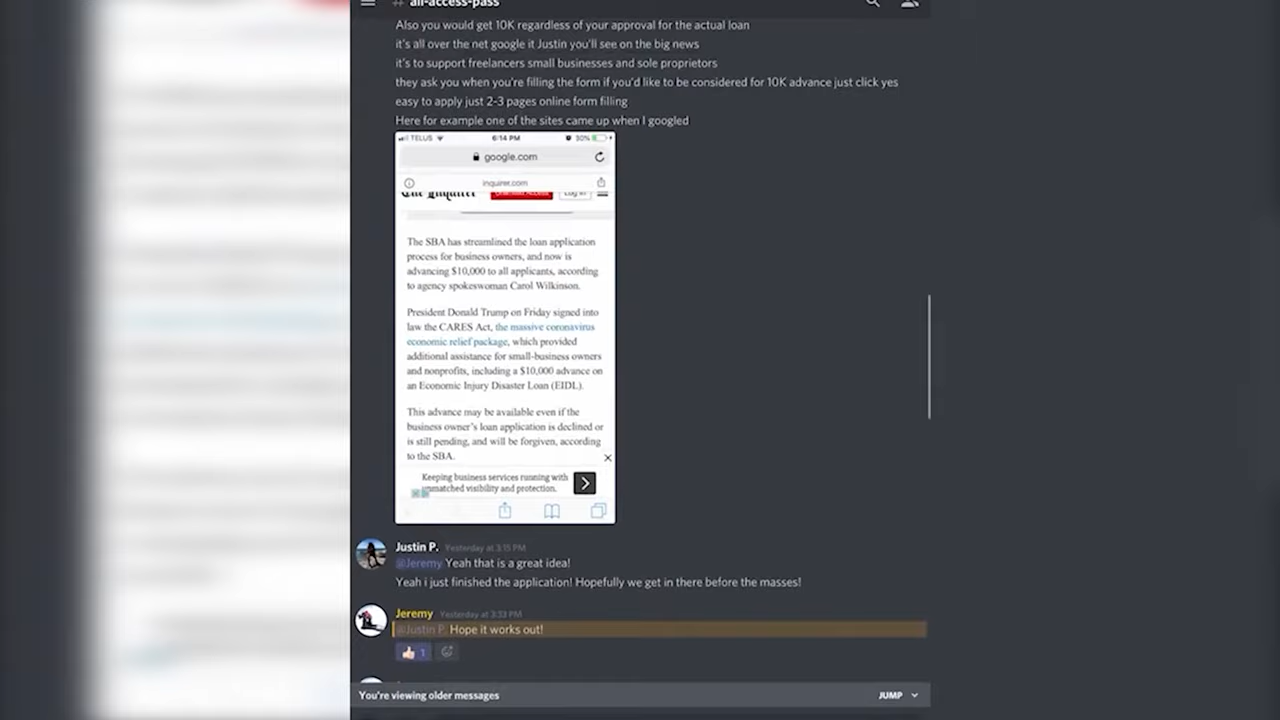 # all-access-pass
Also you would get 10K regardless of your approval for the actual loan
it's all over the net google it Justin you'll see on the big news
it's to support freelancers small businesses and sole proprietors
they ask you when you're filling the form if you'd like to be considered for 10K advance just click yes
easy to apply just 2-3 pages online form filling
Here for example one of the sites came up when I googled
TELUS 6:14 PM 30%
google.com
inquirer.com
The Inquirer Unlimited Access Log In
The SBA has streamlined the loan application
process for business owners, and now is
advancing $10,000 to all applicants, according
to agency spokeswoman Carol Wilkinson.
President Donald Trump on Friday signed into
law the CARES Act, the massive coronavirus
economic relief package, which provided
additional assistance for small-business owners
and nonprofits, including a $10,000 advance on
an Economic Injury Disaster Loan (EIDL).
This advance may be available even if the
business owner's loan application is declined or
is still pending, and will be forgiven, according
to the SBA.
Keeping business services running with
unmatched visibility and protection.
Justin P. Yesterday at 3:15 PM
@Jeremy Yeah that is a great idea!
Yeah i just finished the application! Hopefully we get in there before the masses!
Jeremy Yesterday at 3:33 PM
@Justin P. Hope it works out!
1
You're viewing older messages JUMP